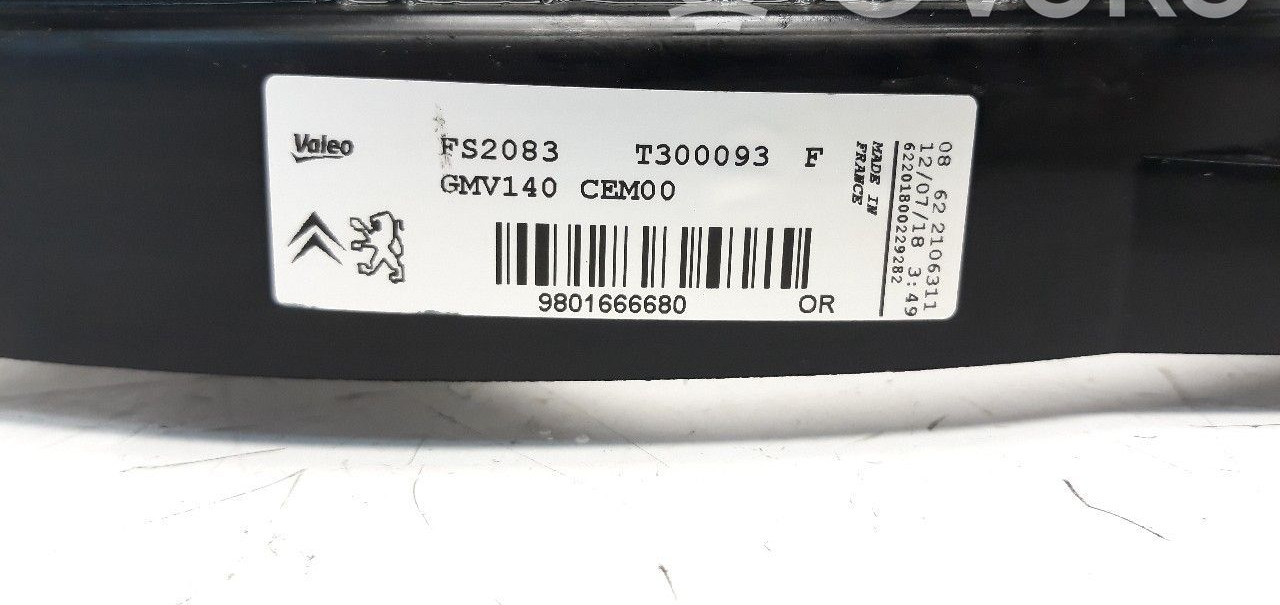 Valeo
FS2083 T300093 F
GMV140 CEM00
9801666680 OR
MADE IN
FRANCE
08 62 2106311
12/07/18 3:49
62201800229282